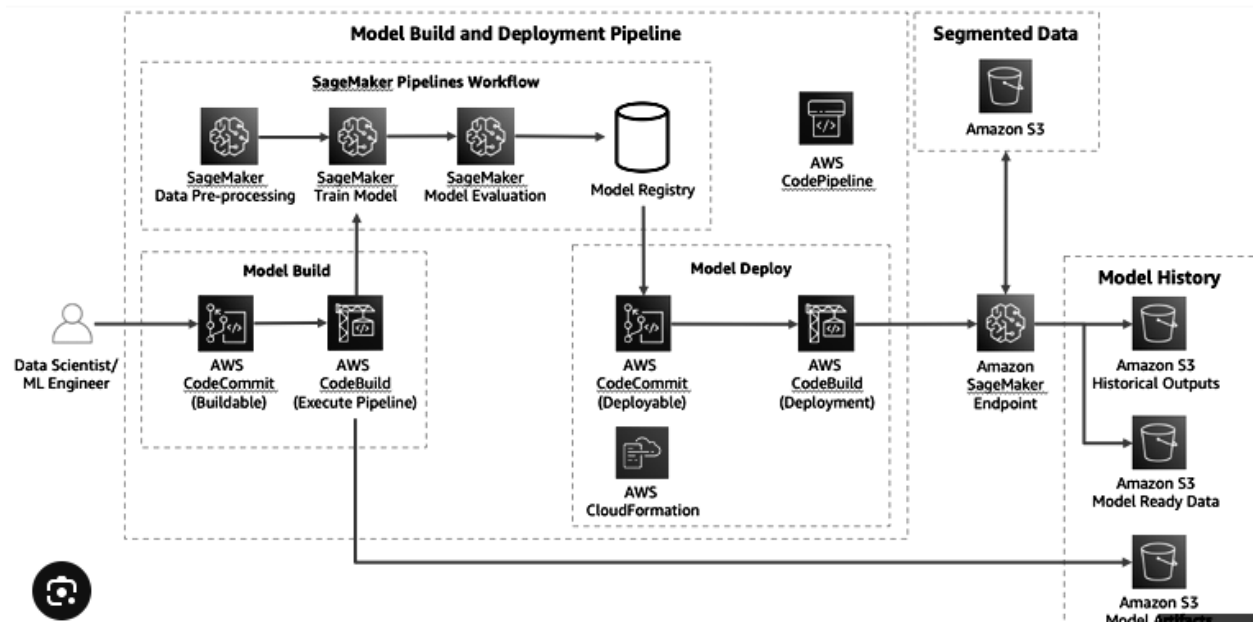 Model Build and Deployment Pipeline
SageMaker Pipelines Workflow
SageMaker
Data Pre-processing
SageMaker
Train Model
SageMaker
Model Evaluation
Model Registry
AWS
CodePipeline
Segmented Data
Amazon S3
Model Build
Data Scientist/
ML Engineer
AWS
CodeCommit
(Buildable)
AWS
CodeBuild
(Execute Pipeline)
Model Deploy
AWS
CodeCommit
(Deployable)
AWS
CodeBuild
(Deployment)
AWS
CloudFormation
Amazon
SageMaker
Endpoint
Model History
Amazon S3
Historical Outputs
Amazon S3
Model Ready Data
Amazon S3
Model Artifacts